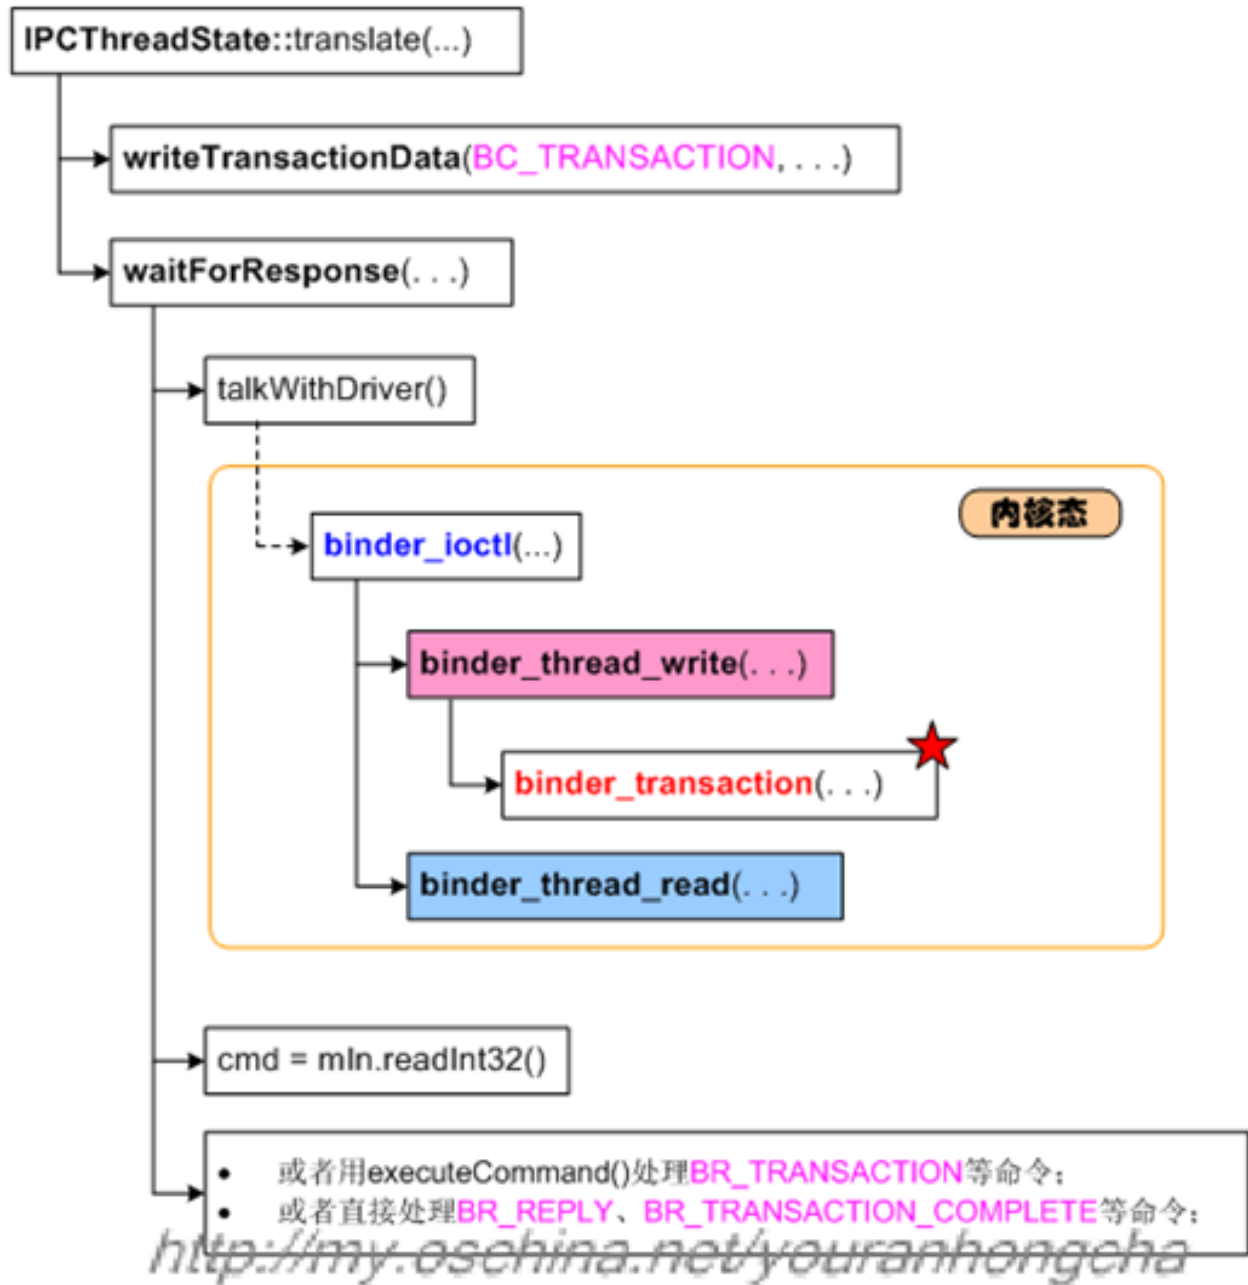 IPCThreadState::translate(...)
writeTransactionData(BC_TRANSACTION, . . .)
waitForResponse(. . .)
talkWithDriver()
内核态
binder_ioctl(...)
binder_thread_write(. . .)
binder_transaction(. . .)
binder_thread_read(. . .)
cmd = mIn.readInt32()
• 或者用executeCommand()处理BR_TRANSACTION等命令;
• 或者直接处理BR_REPLY、BR_TRANSACTION_COMPLETE等命令;
http://my.oschina.net/youranhongcha